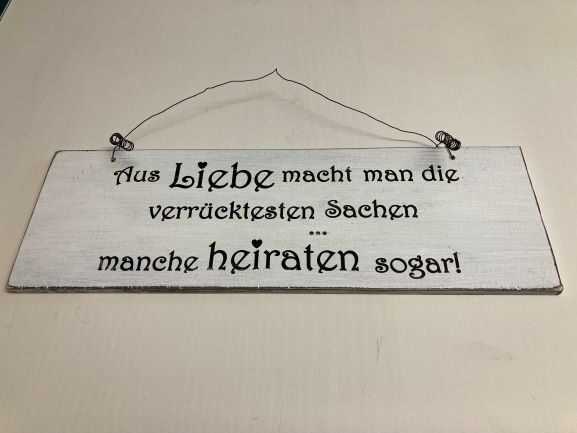 Aus Liebe macht man die
verrücktesten Sachen
...
manche heiraten sogar!